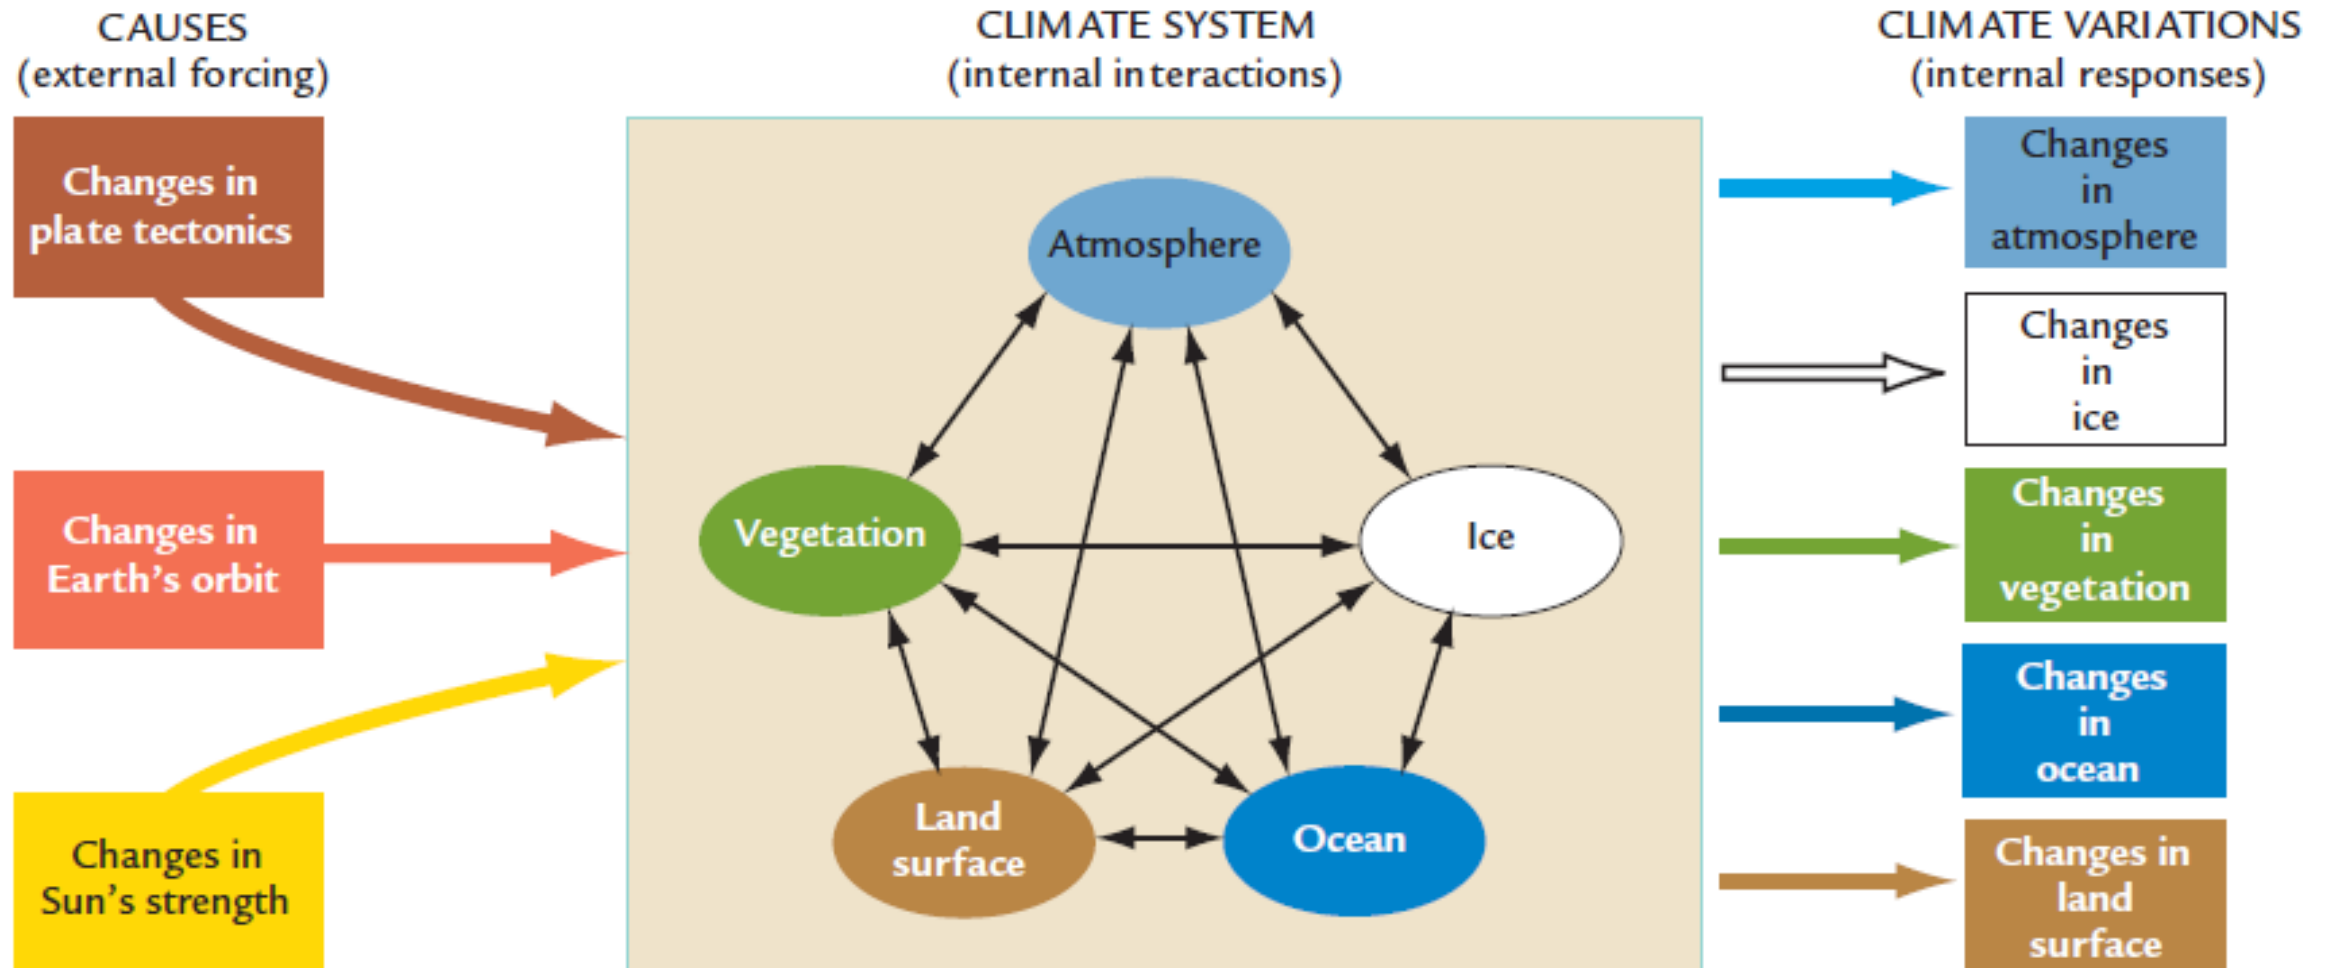 CAUSES
(external forcing)
Changes in
plate tectonics
Changes in
Earth's orbit
Changes in
Sun's strength
CLIMATE SYSTEM
(internal interactions)
Atmosphere
Vegetation
Ice
Land
surface
Ocean
CLIMATE VARIATIONS
(internal responses)
Changes
in
atmosphere
Changes
in
ice
Changes
in
vegetation
Changes
in
ocean
Changes in
land
surface